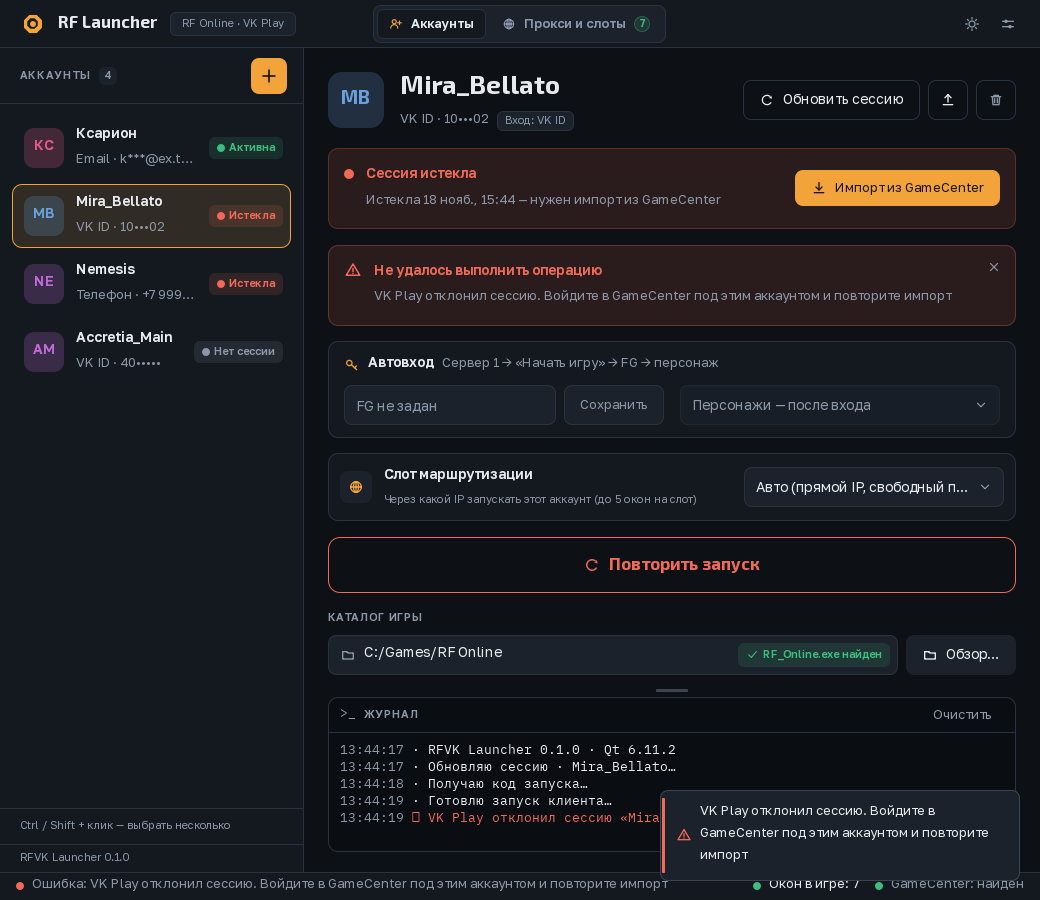 RF Launcher
RF Online · VK Play
Аккаунты
Прокси и слоты 7
АККАУНТЫ 4
+
KC
Ксарион
Email · k***@ex.t…
Активна
MB
Mira_Bellato
VK ID · 10•••02
Истекла
NE
Nemesis
Телефон · +7 999…
Истекла
AM
Accretia_Main
VK ID · 40•••••
Нет сессии
Ctrl / Shift + клик — выбрать несколько
RFVK Launcher 0.1.0
MB
Mira_Bellato
VK ID · 10•••02
Вход: VK ID
Обновить сессию
Сессия истекла
Истекла 18 нояб., 15:44 — нужен импорт из GameCenter
Импорт из GameCenter
Не удалось выполнить операцию
VK Play отклонил сессию. Войдите в GameCenter под этим аккаунтом и повторите импорт
Автовход Сервер 1 → «Начать игру» → FG → персонаж
FG не задан
Сохранить
Персонажи — после входа
Слот маршрутизации
Через какой IP запускать этот аккаунт (до 5 окон на слот)
Авто (прямой IP, свободный п…
Повторить запуск
КАТАЛОГ ИГРЫ
C:/Games/RF Online
RF_Online.exe найден
Обзор…
>_ ЖУРНАЛ
Очистить
13:44:17 · RFVK Launcher 0.1.0 · Qt 6.11.2
13:44:17 · Обновляю сессию · Mira_Bellato…
13:44:18 · Получаю код запуска…
13:44:19 · Готовлю запуск клиента…
13:44:19 VK Play отклонил сессию «Mira
VK Play отклонил сессию. Войдите в
GameCenter под этим аккаунтом и повторите
импорт
Ошибка: VK Play отклонил сессию. Войдите в GameCenter под этим аккаунтом и повторите импорт
Окон в игре: 7
GameCenter: найден